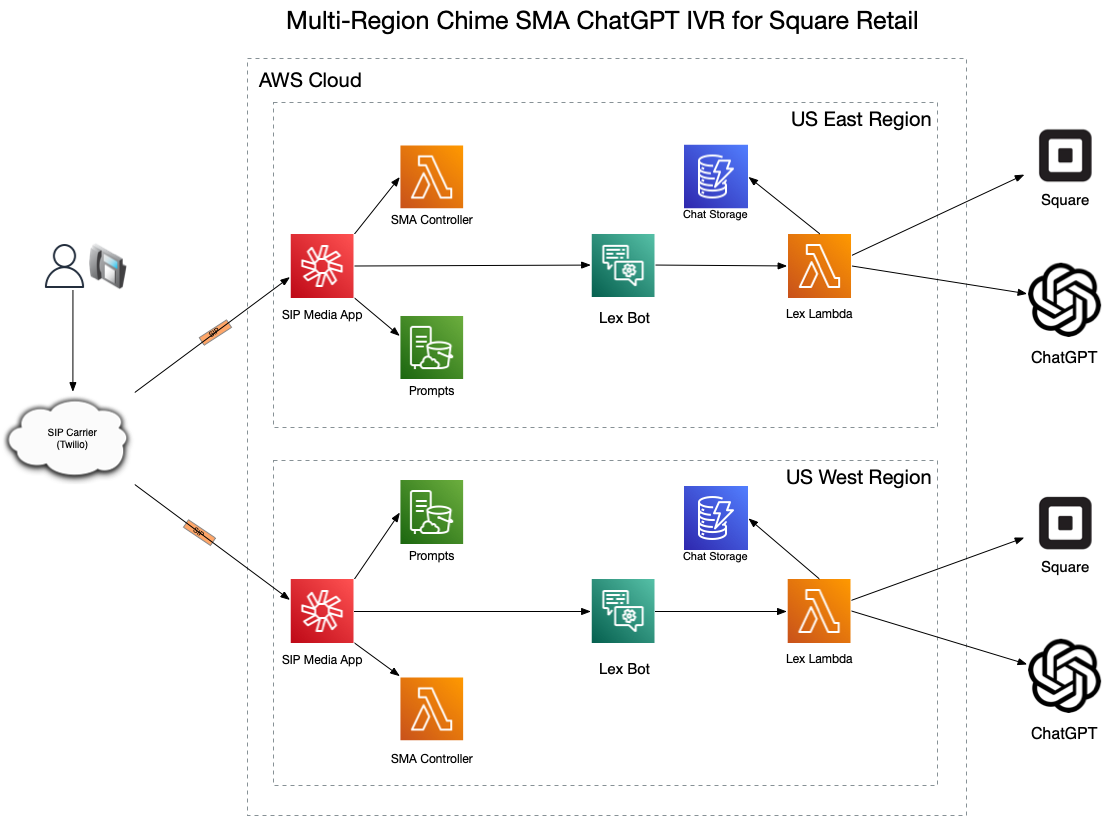 Multi-Region Chime SMA ChatGPT IVR for Square Retail
AWS Cloud
US East Region
SMA Controller
Chat Storage
Square
SIP Media App
Lex Bot
Lex Lambda
ChatGPT
SIP
Prompts
SIP Carrier
(Twilio)
US West Region
SIP
Prompts
Chat Storage
Square
SIP Media App
Lex Bot
Lex Lambda
ChatGPT
SMA Controller